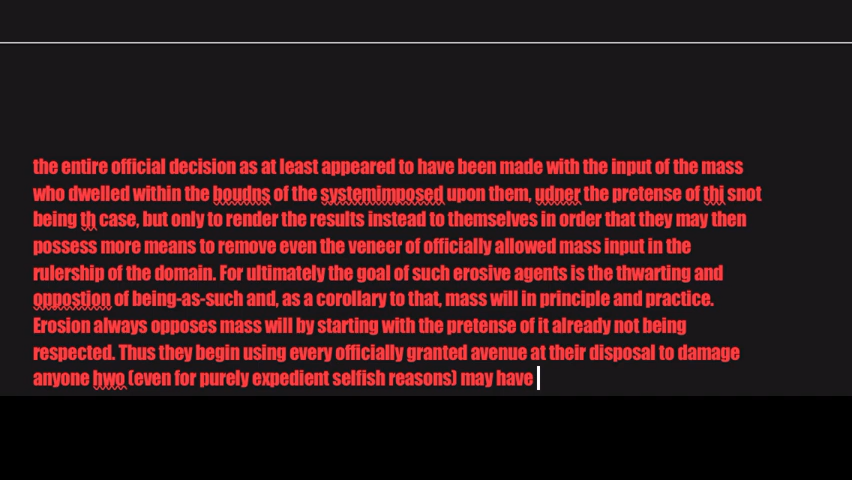 the entire official decision as at least appeared to have been made with the input of the mass
who dwelled within the boudns of the systemimposed upon them, udner the pretense of thi snot
being th case, but only to render the results instead to themselves in order that they may then
possess more means to remove even the veneer of officially allowed mass input in the
rulership of the domain. For ultimately the goal of such erosive agents is the thwarting and
oppostion of being-as-such and, as a corollary to that, mass will in principle and practice.
Erosion always opposes mass will by starting with the pretense of it already not being
respected. Thus they begin using every officially granted avenue at their disposal to damage
anyone hwo (even for purely expedient selfish reasons) may have